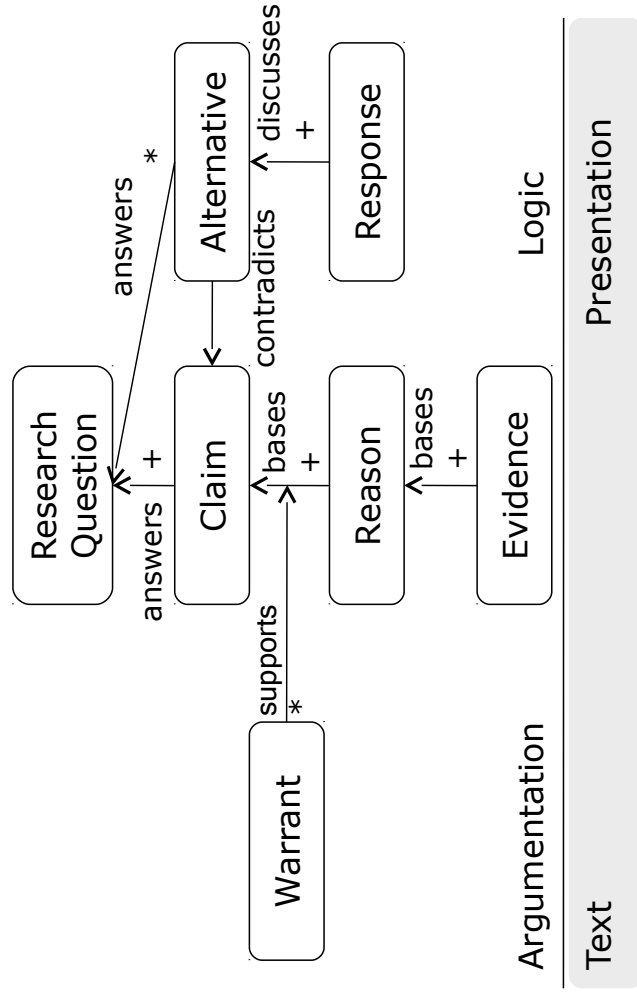 Research
Question
answers
*
answers
+
Claim
contradicts
Alternative
supports
*
bases
+
discusses
+
Warrant
Reason
Response
bases
+
Evidence
Argumentation
Logic
Text
Presentation